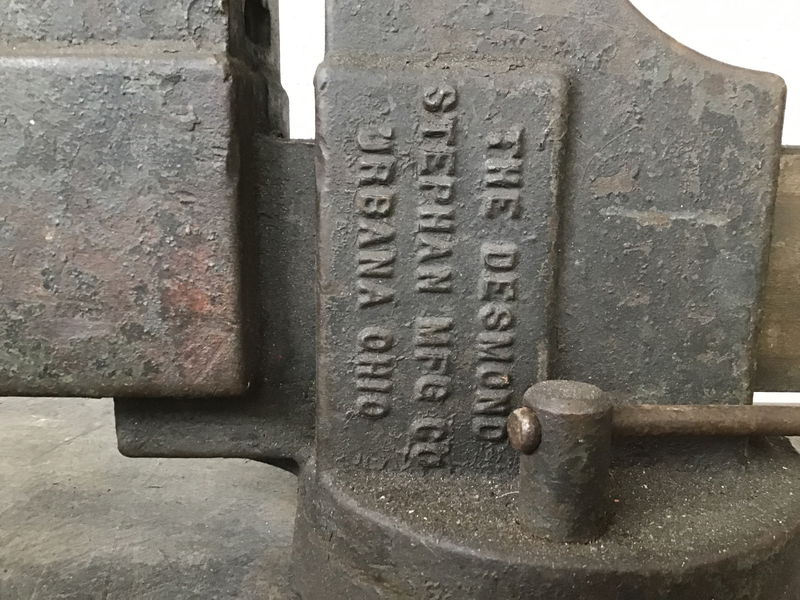 THE DESMOND
STEPHAN MFG CO
URBANA OHIO